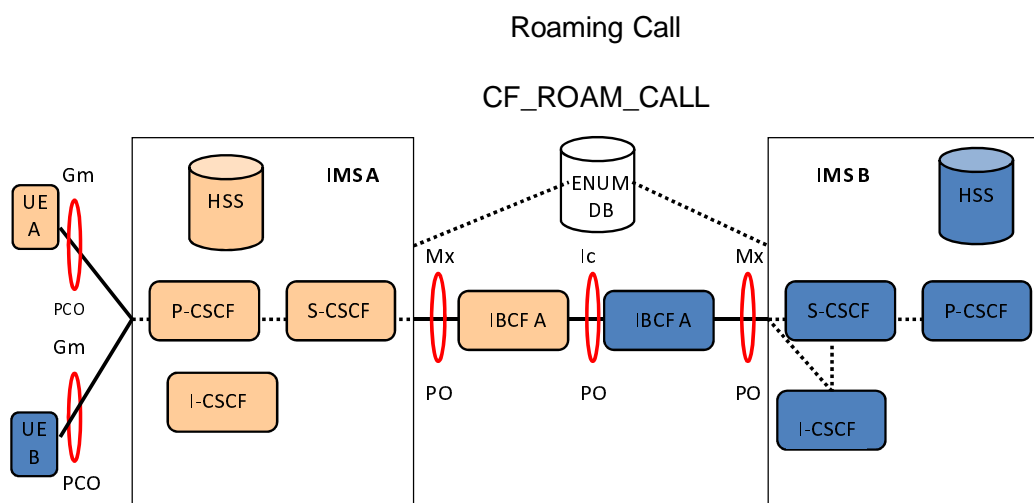 Roaming Call
CF_ROAM_CALL
Gm
UE
A
PCO
Gm
UE
B
PCO
IMS A
HSS
P-CSCF
S-CSCF
I-CSCF
ENUM
DB
Mx
Ic
Mx
IBCF A
IBCF A
PO
PO
PO
IMS B
HSS
S-CSCF
P-CSCF
I-CSCF